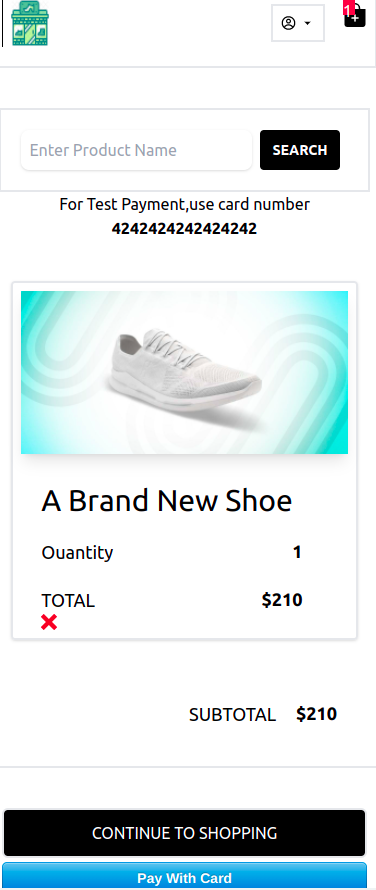 1
Enter Product Name
SEARCH
For Test Payment,use card number
4242424242424242
A Brand New Shoe
Ouantity 1
TOTAL $210
SUBTOTAL $210
CONTINUE TO SHOPPING
Pay With Card